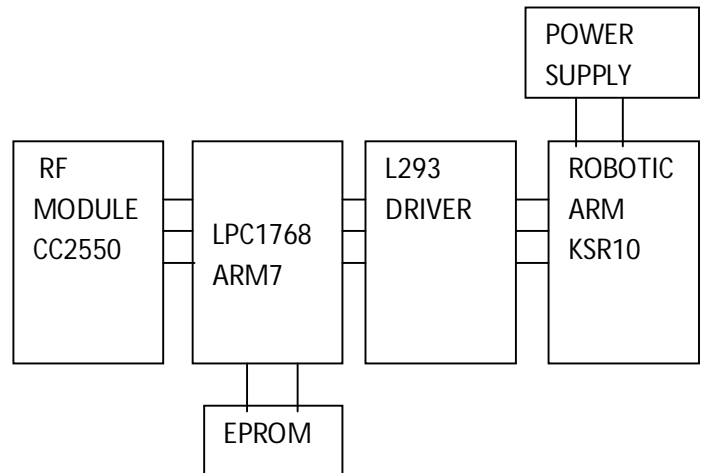 POWER
SUPPLY
RF
MODULE
CC2550
LPC1768
ARM7
L293
DRIVER
ROBOTIC
ARM
KSR10
EPROM